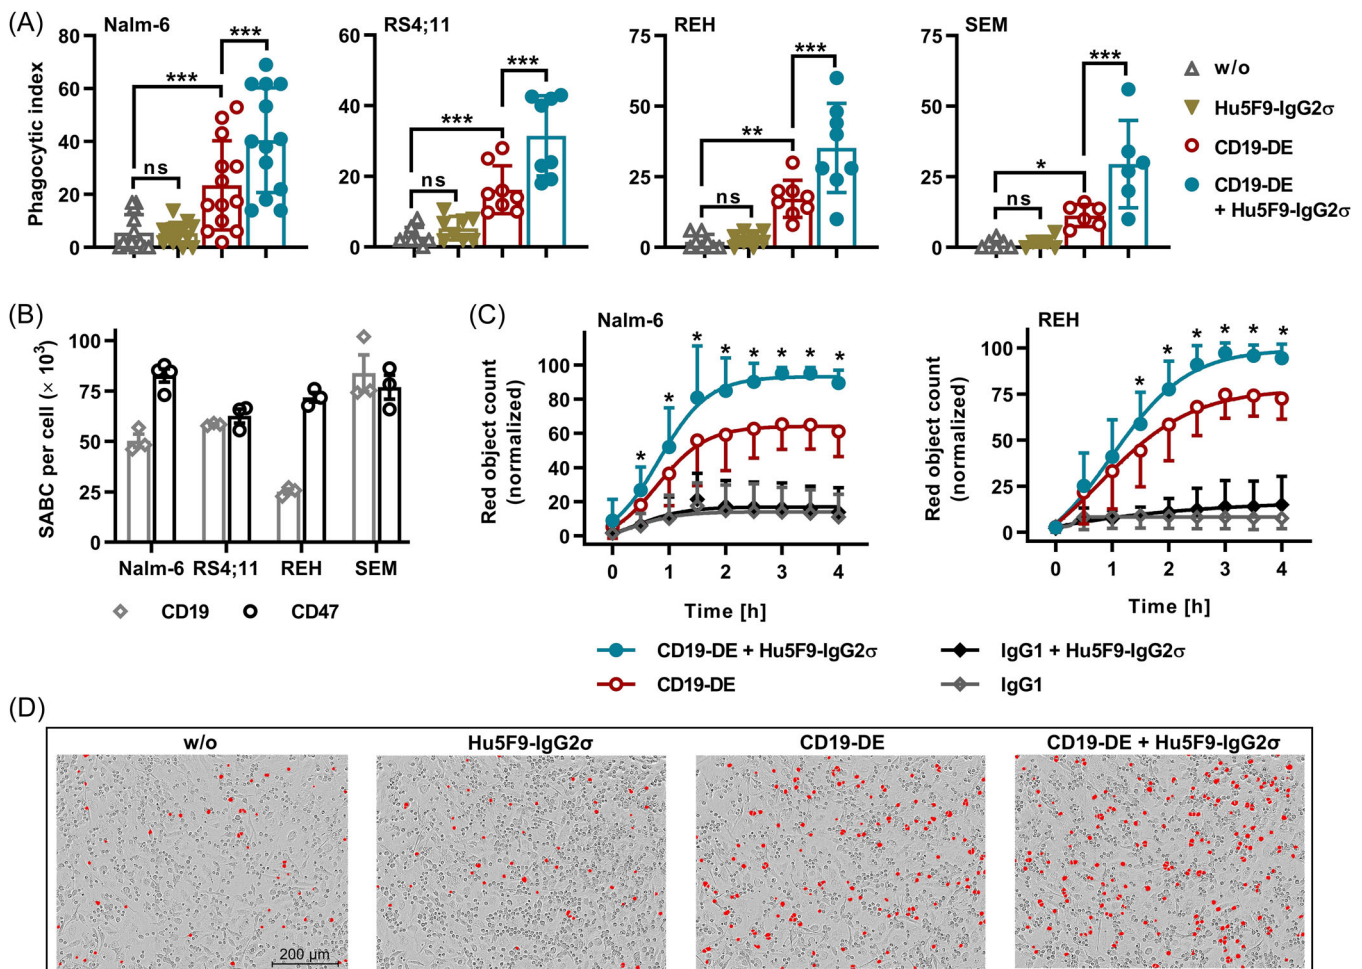 (A)
Nalm-6
RS4;11
REH
SEM
Phagocytic index
80
60
40
20
0
ns
***
***
60
40
20
0
ns
***
***
75
50
25
0
ns
**
***
75
50
25
0
ns
*
***
w/o
Hu5F9-IgG2σ
CD19-DE
CD19-DE
+ Hu5F9-IgG2σ
(B)
SABC per cell (× 10³)
100
75
50
25
0
Nalm-6 RS4;11 REH SEM
CD19 CD47
(C)
Nalm-6
Red object count
(normalized)
100
80
60
40
20
0
* * * * * * * *
0 1 2 3 4
Time [h]
REH
Red object count
(normalized)
100
75
50
25
0
* * * * * *
0 1 2 3 4
Time [h]
CD19-DE + Hu5F9-IgG2σ
CD19-DE
IgG1 + Hu5F9-IgG2σ
IgG1
(D)
w/o
Hu5F9-IgG2σ
CD19-DE
CD19-DE + Hu5F9-IgG2σ
200 µm